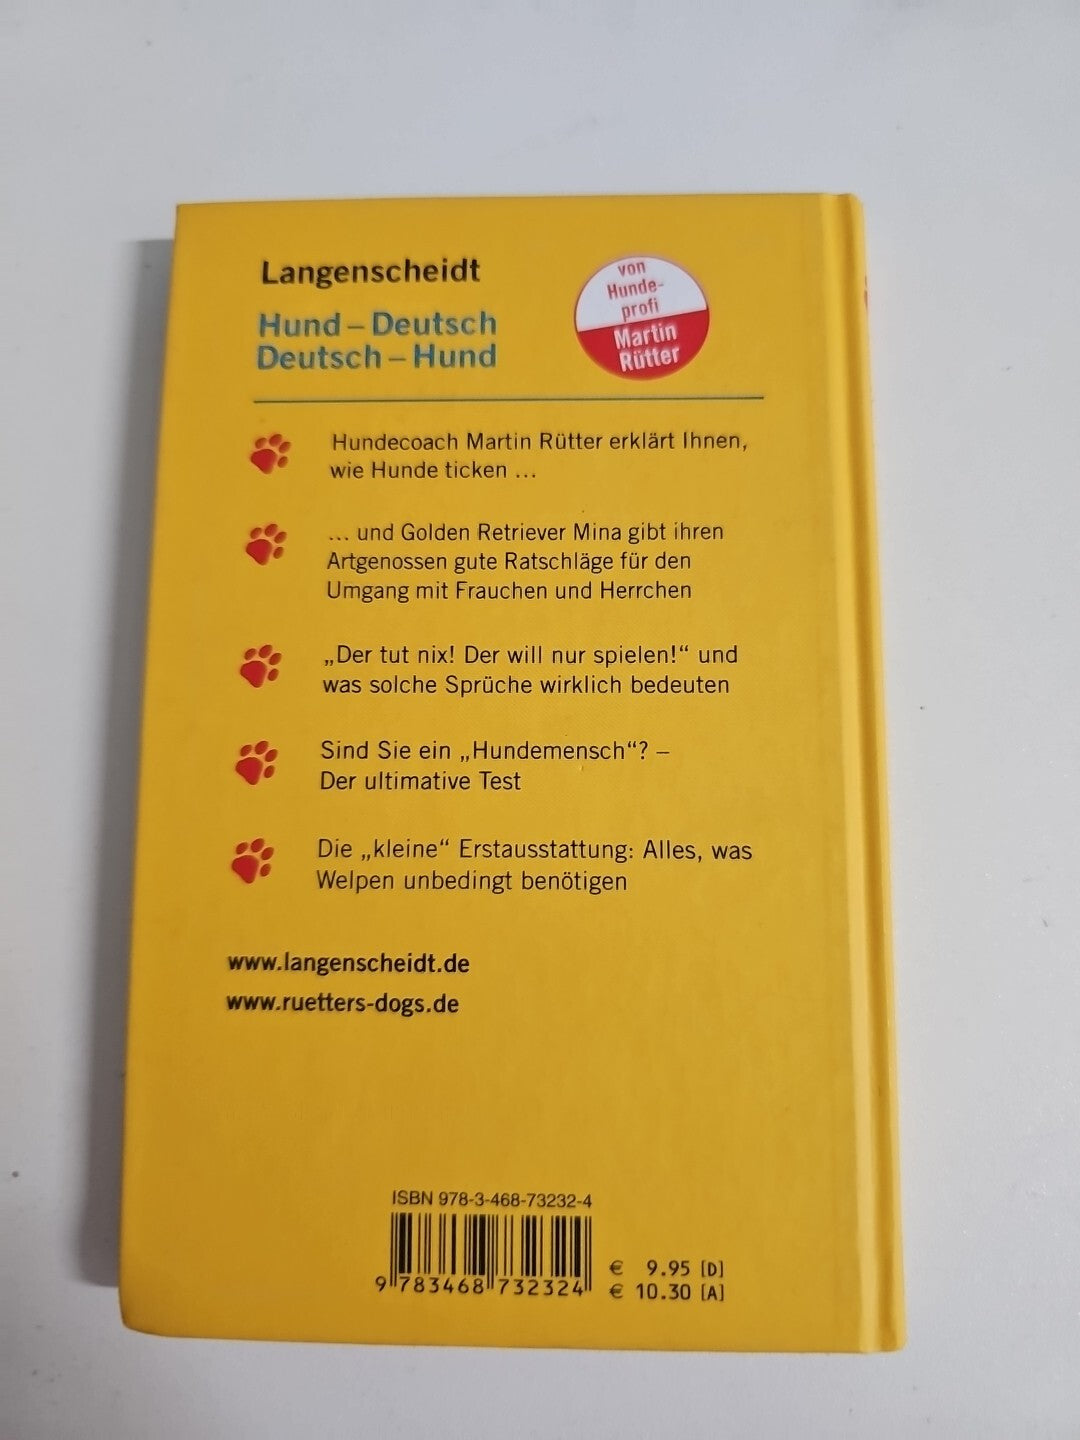 Langenscheidt
Hund – Deutsch
Deutsch – Hund
von
Hunde-
profi
Martin
Rütter
Hundecoach Martin Rütter erklärt Ihnen,
wie Hunde ticken ...
... und Golden Retriever Mina gibt ihren
Artgenossen gute Ratschläge für den
Umgang mit Frauchen und Herrchen
„Der tut nix! Der will nur spielen!“ und
was solche Sprüche wirklich bedeuten
Sind Sie ein „Hundemensch“? –
Der ultimative Test
Die „kleine“ Erstausstattung: Alles, was
Welpen unbedingt benötigen
www.langenscheidt.de
www.ruetters-dogs.de
ISBN 978-3-468-73232-4
9 783468 732324
€ 9.95 [D]
€ 10.30 [A]